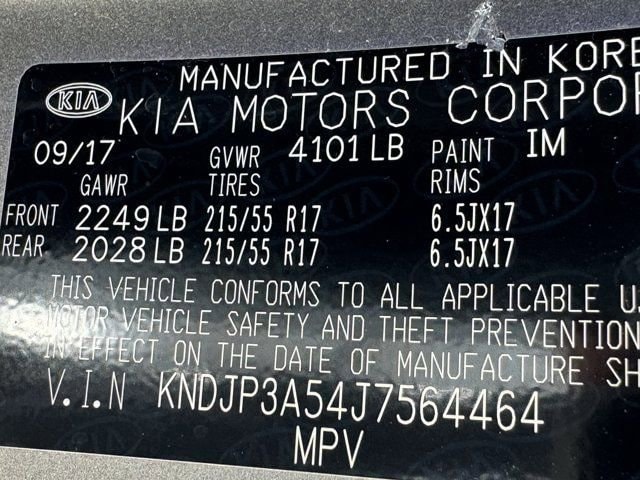 MANUFACTURED IN KORE
KIA KIA MOTORS CORPOR
09/17 GVWR 4101 LB PAINT IM
GAWR TIRES RIMS
FRONT 2249 LB 215/55 R17 6.5JX17
REAR 2028 LB 215/55 R17 6.5JX17
THIS VEHICLE CONFORMS TO ALL APPLICABLE U.
MOTOR VEHICLE SAFETY AND THEFT PREVENTION
IN EFFECT ON THE DATE OF MANUFACTURE SH
V.I.N KNDJP3A54J7564464
MPV